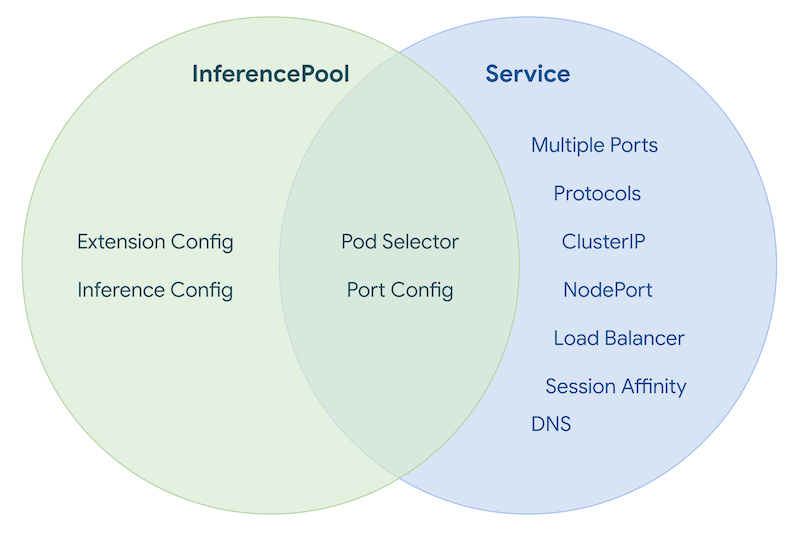 InferencePool
Service
Extension Config
Inference Config
Pod Selector
Port Config
Multiple Ports
Protocols
ClusterIP
NodePort
Load Balancer
Session Affinity
DNS